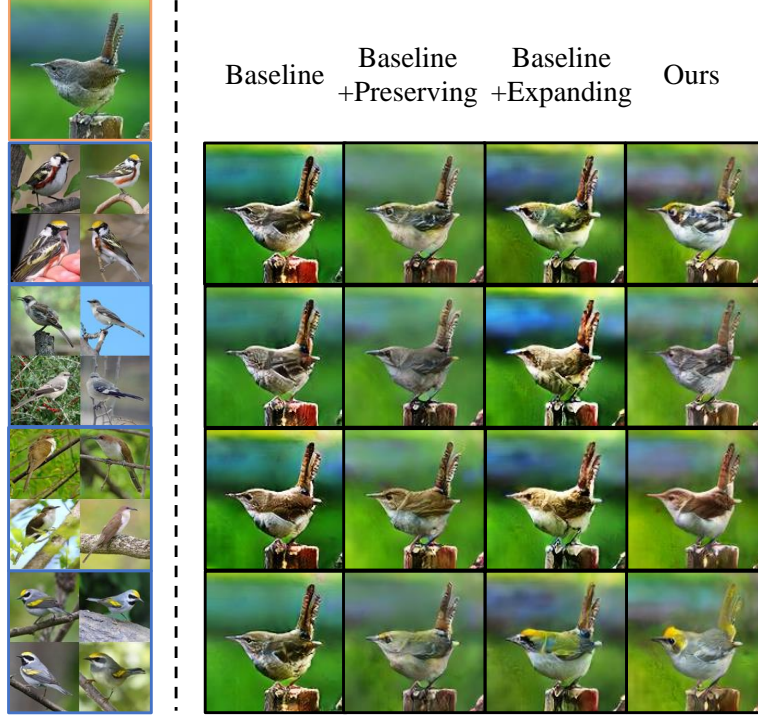 Baseline
Baseline
+Preserving
Baseline
+Expanding
Ours